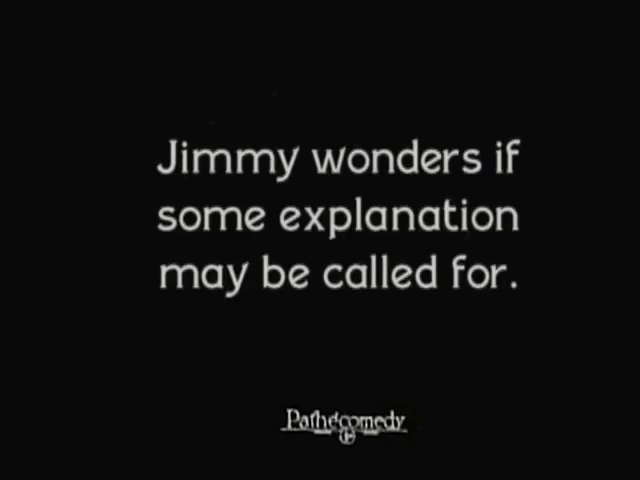 Jimmy wonders if
some explanation
may be called for.
Pathécomedy